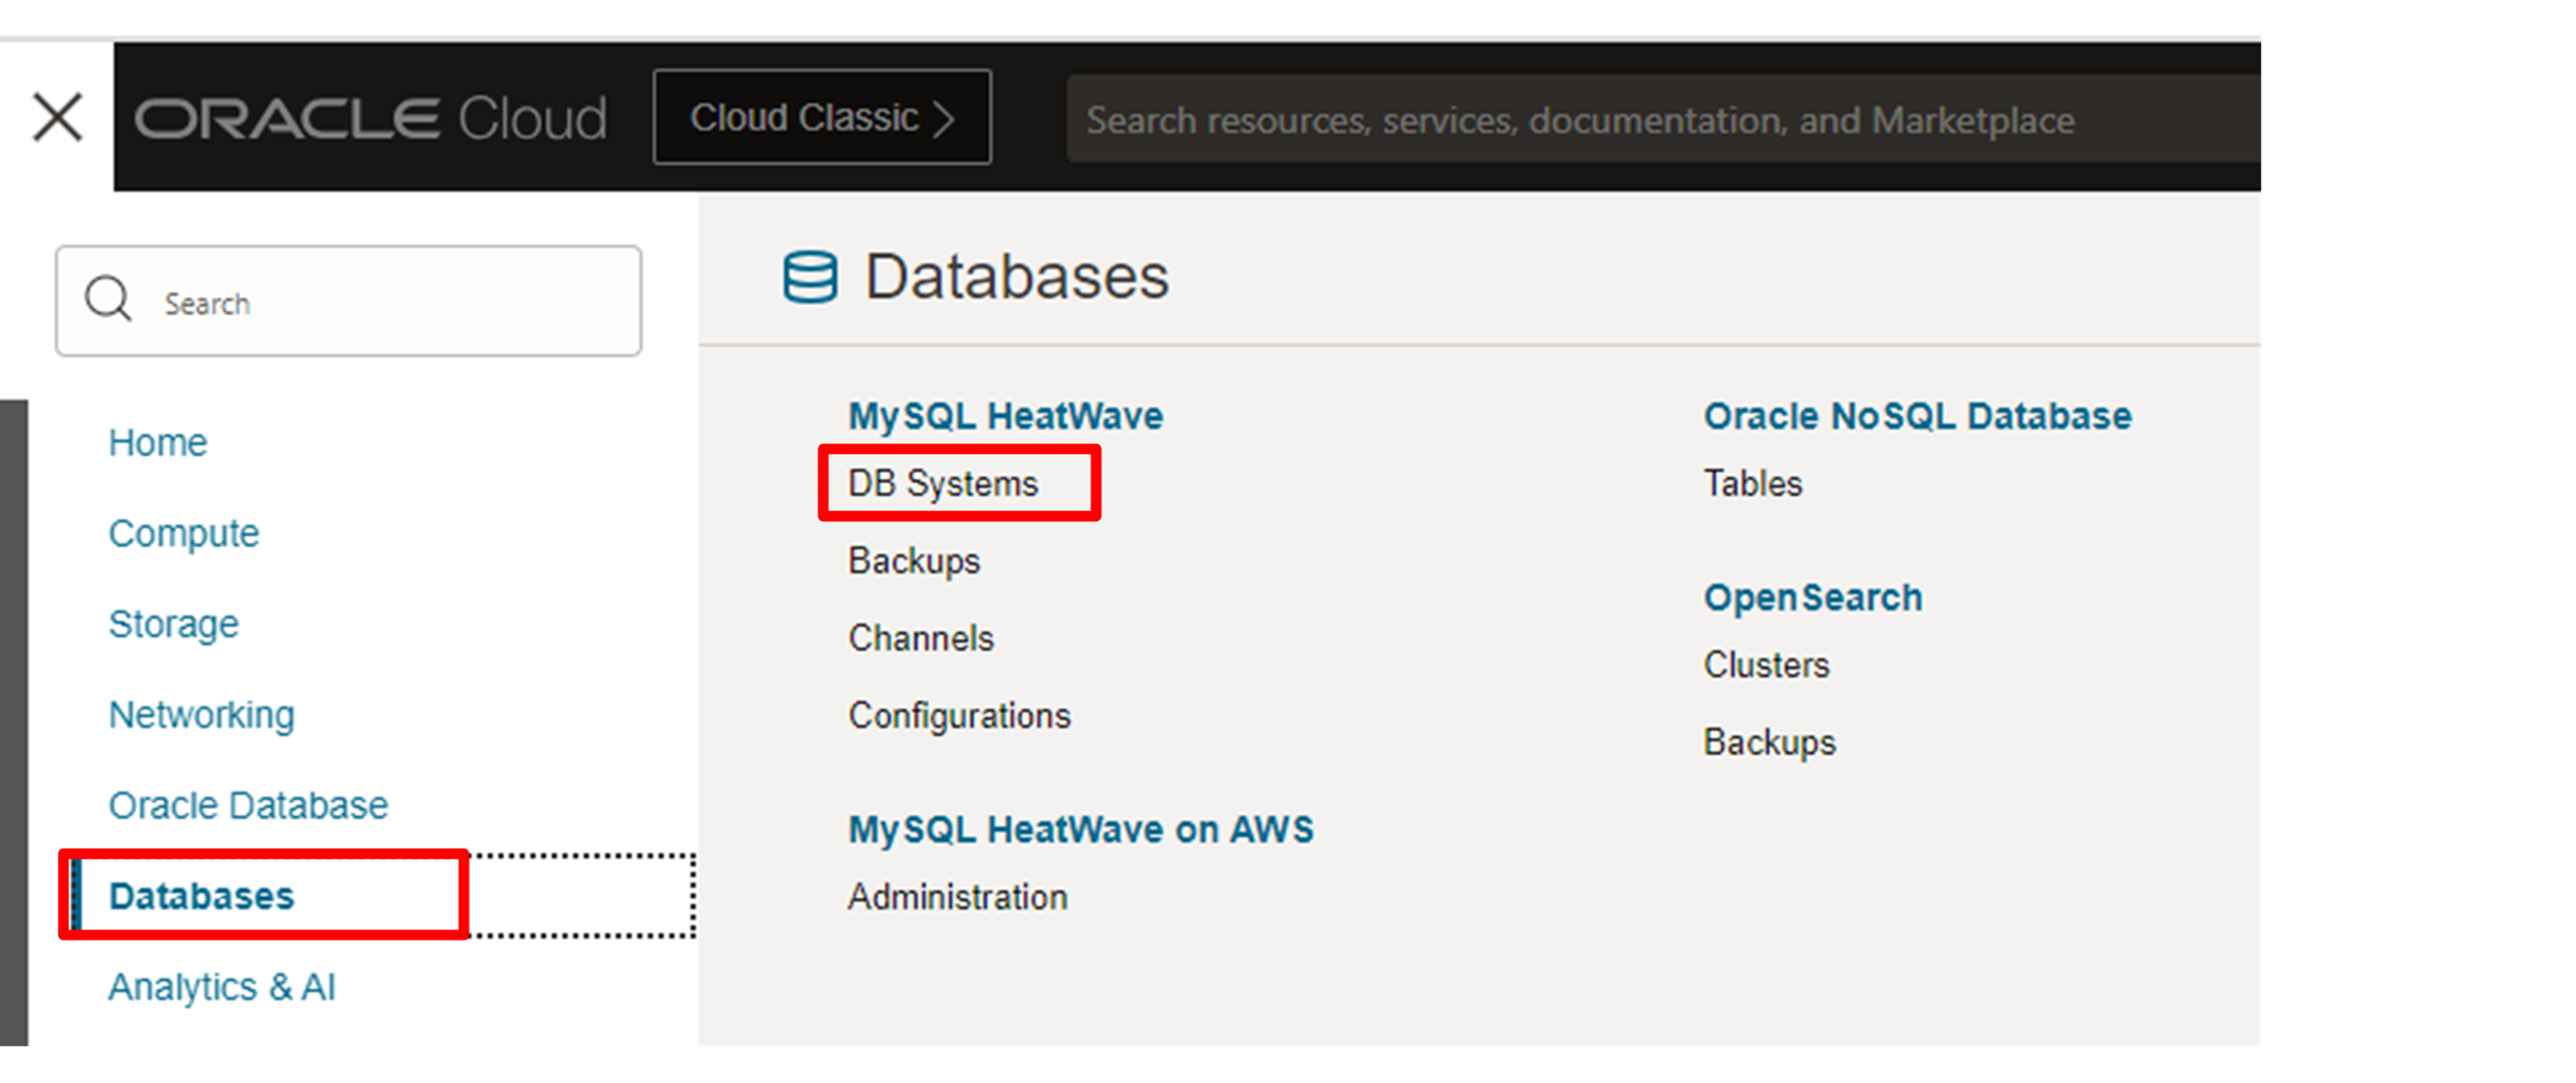 ORACLE Cloud
Cloud Classic
Search resources, services, documentation, and Marketplace
Search
Home
Compute
Storage
Networking
Oracle Database
Databases
Analytics & AI
Databases
MySQL HeatWave
DB Systems
Backups
Channels
Configurations
MySQL HeatWave on AWS
Administration
Oracle NoSQL Database
Tables
OpenSearch
Clusters
Backups